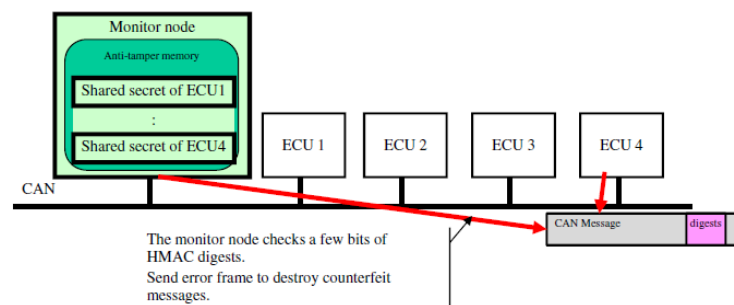 Monitor node
Anti-tamper memory
Shared secret of ECU1
:
Shared secret of ECU4
ECU 1
ECU 2
ECU 3
ECU 4
CAN
CAN Message
digests
The monitor node checks a few bits of
HMAC digests.
Send error frame to destroy counterfeit
messages.